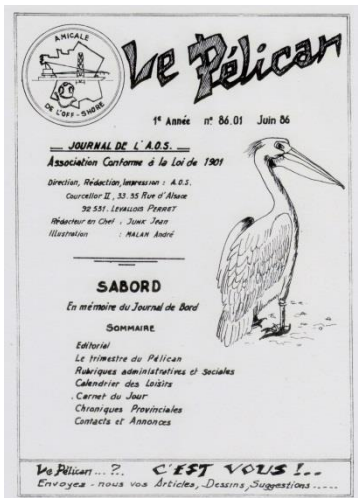 AMICALE
DE L'OFF-SHORE
Le Pélican
1e Année n° 86.01 Juin 86
JOURNAL DE L'A.O.S.
Association Conforme à la Loi de 1901
Direction, Rédaction, Impression : A.O.S.
Courcellor II, 33.35 Rue d'Alsace
92 531. LEVALLOIS PERRET
Rédacteur en Chef : JUNK Jean
Illustration : MALAM André
SABORD
En mémoire du Journal de Bord
SOMMAIRE
Editorial
Le trimestre du Pélican
Rubriques administratives et Sociales
Calendrier des Loisirs
.Carnet du Jour
Chroniques Provinciales
Contacts et Annonces
Le Pélican...?.. C'EST VOUS !..
Envoyez-nous vos Articles, Dessins, Suggestions.....